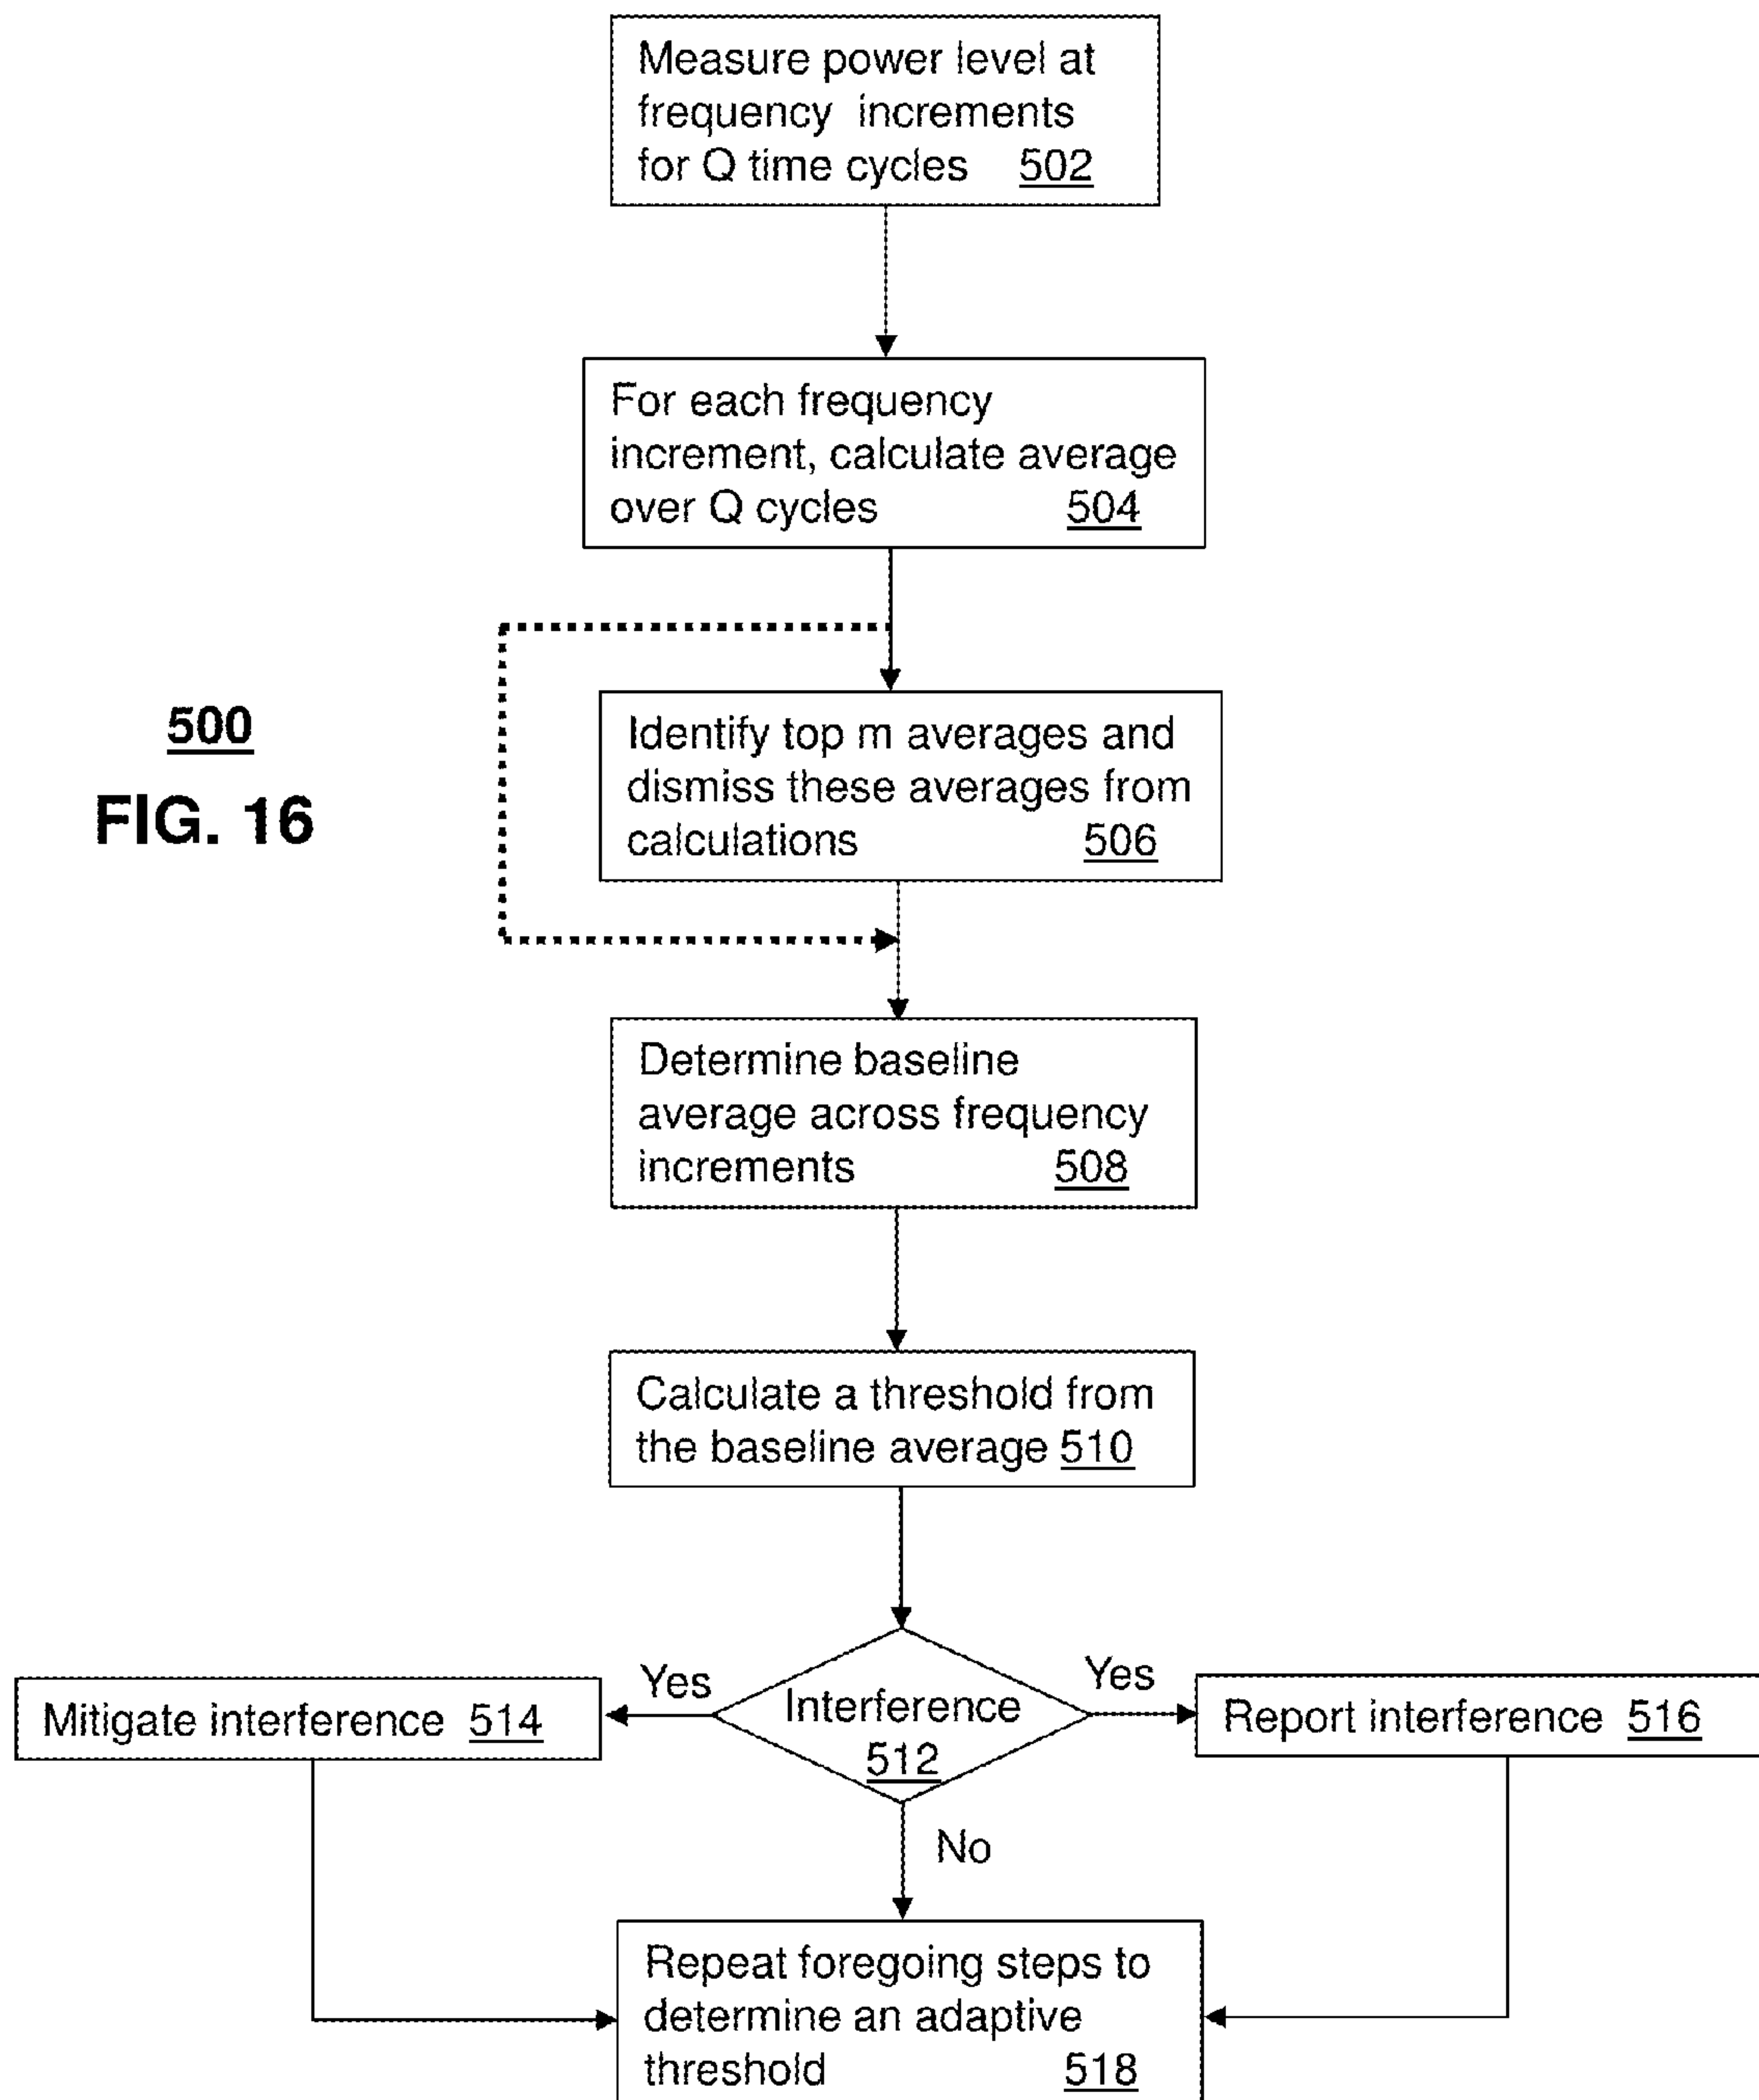 Measure power level at
frequency increments
for Q time cycles 502
For each frequency
increment, calculate average
over Q cycles 504
500
FIG. 16
Identify top m averages and
dismiss these averages from
calculations 506
Determine baseline
average across frequency
increments 508
Calculate a threshold from
the baseline average 510
Yes
Yes
Mitigate interference 514
Interference
512
Report interference 516
No
Repeat foregoing steps to
determine an adaptive
threshold 518